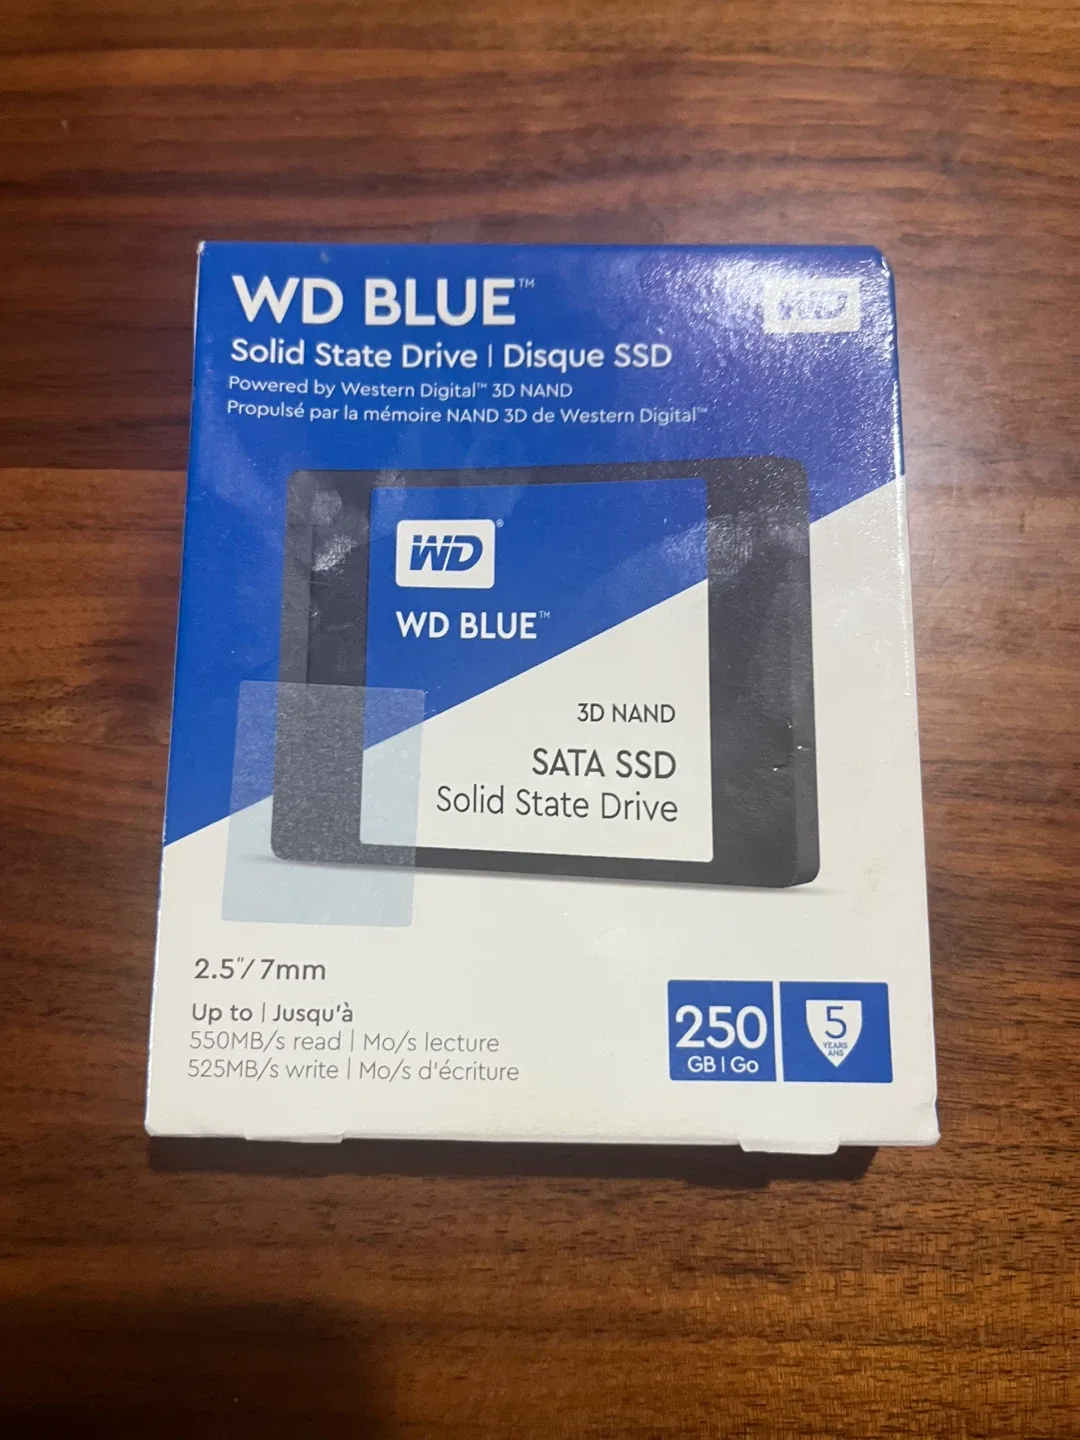 WD BLUE™
WD
Solid State Drive | Disque SSD
Powered by Western Digital™ 3D NAND
Propulsé par la mémoire NAND 3D de Western Digital™
WD®
WD BLUE™
3D NAND
SATA SSD
Solid State Drive
2.5"/7mm
Up to | Jusqu'à
550MB/s read | Mo/s lecture
525MB/s write | Mo/s d'écriture
250
GB | Go
5
YEARS
ANS